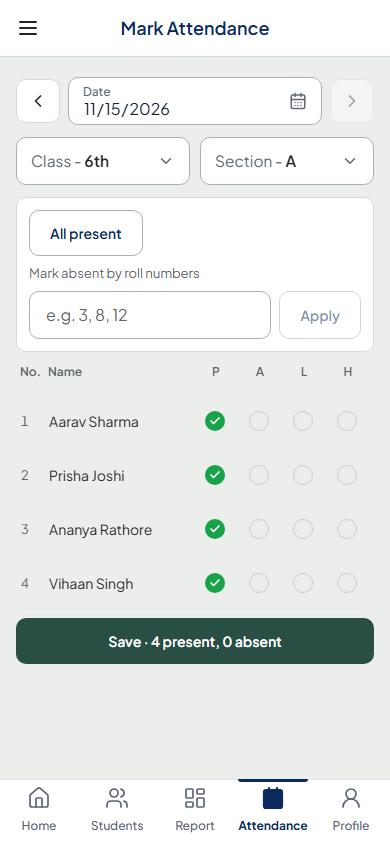 Mark Attendance
Date
11/15/2026
Class - 6th
Section - A
All present
Mark absent by roll numbers
e.g. 3, 8, 12
Apply
No. Name P A L H
1 Aarav Sharma
2 Prisha Joshi
3 Ananya Rathore
4 Vihaan Singh
Save · 4 present, 0 absent
Home Students Report Attendance Profile